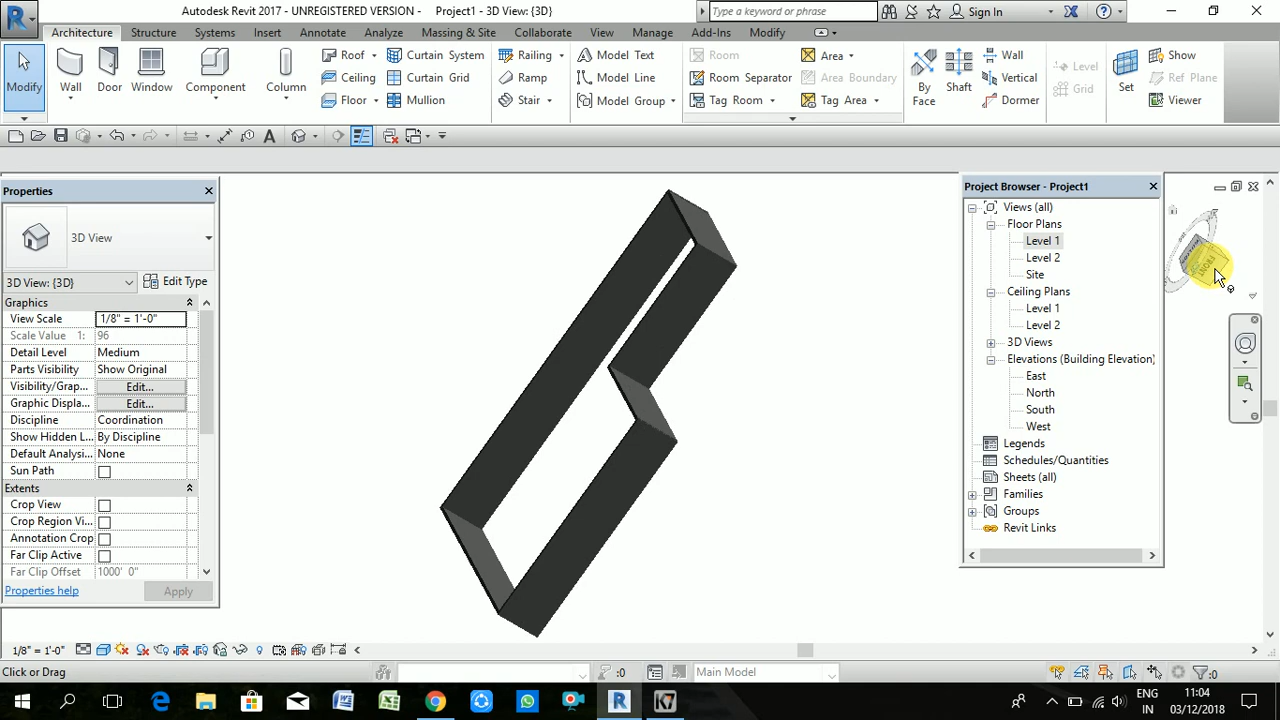 Autodesk Revit 2017 - UNREGISTERED VERSION - Project1 - 3D View: {3D}
Type a keyword or phrase
Sign In
Architecture Structure Systems Insert Annotate Analyze Massing & Site Collaborate View Manage Add-Ins Modify
Modify
Wall
Door
Window
Component
Column
Roof
Ceiling
Floor
Curtain System
Curtain Grid
Mullion
Railing
Ramp
Stair
Model Text
Model Line
Model Group
Room
Room Separator
Tag Room
Area
Area Boundary
Tag Area
By
Face
Shaft
Wall
Vertical
Dormer
Level
Grid
Set
Show
Ref Plane
Viewer
Properties
3D View
3D View: {3D}
Edit Type
Graphics
View Scale 1/8" = 1'-0"
Scale Value 1: 96
Detail Level Medium
Parts Visibility Show Original
Visibility/Grap... Edit...
Graphic Displa... Edit...
Discipline Coordination
Show Hidden L... By Discipline
Default Analysi... None
Sun Path
Extents
Crop View
Crop Region Vi...
Annotation Crop
Far Clip Active
Far Clip Offset 1000' 0"
Properties help
Apply
Project Browser - Project1
Views (all)
Floor Plans
Level 1
Level 2
Site
Ceiling Plans
Level 1
Level 2
3D Views
Elevations (Building Elevation)
East
North
South
West
Legends
Schedules/Quantities
Sheets (all)
Families
Groups
Revit Links
FRONT
1/8" = 1'-0"
Click or Drag
:0
Main Model
:0
ENG
IN
11:04
03/12/2018